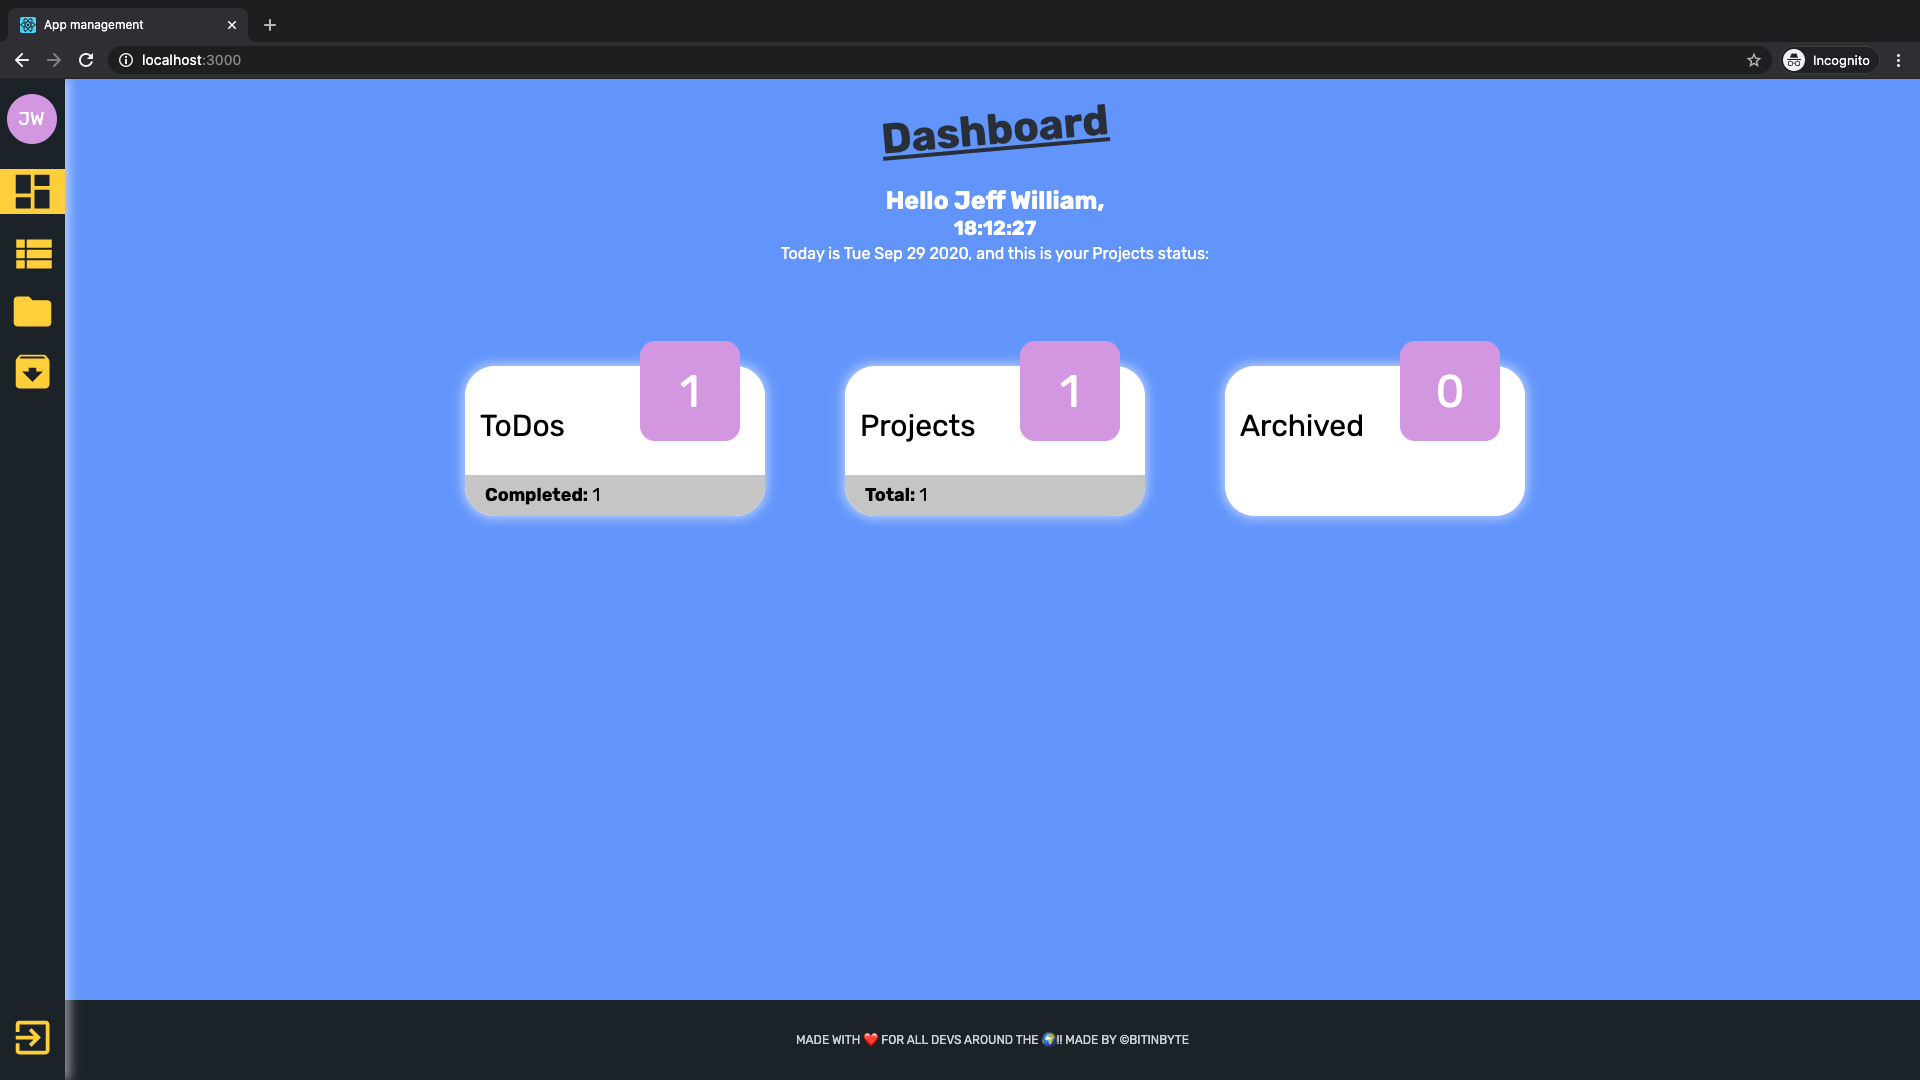 App management
localhost:3000
Incognito
JW
Dashboard
Hello Jeff William,
18:12:27
Today is Tue Sep 29 2020, and this is your Projects status:
1
ToDos
Completed: 1
1
Projects
Total: 1
0
Archived
MADE WITH ❤️ FOR ALL DEVS AROUND THE 🌍!! MADE BY ©BITINBYTE